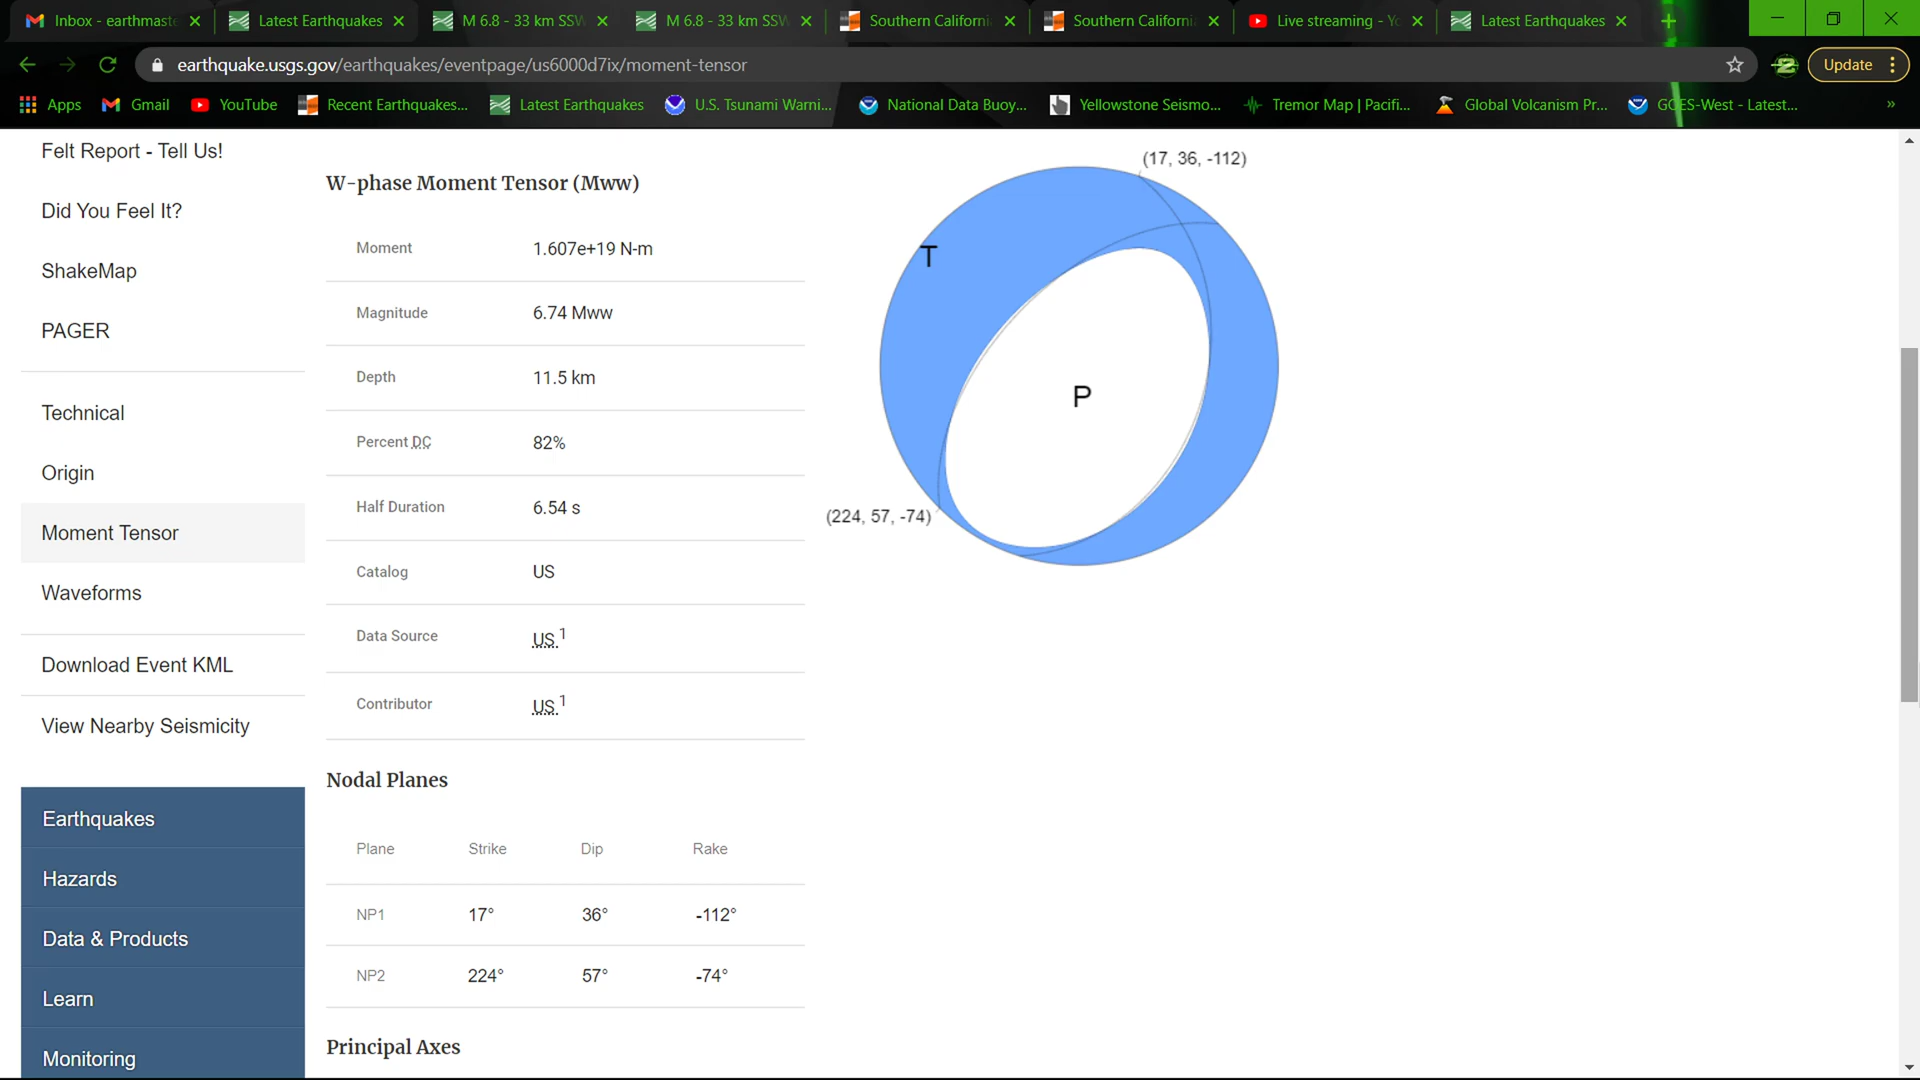 Inbox - earthmaste
Latest Earthquakes
M 6.8 - 33 km SSW
M 6.8 - 33 km SSW
Southern Californi
Southern Californi
Live streaming - Yo
Latest Earthquakes
earthquake.usgs.gov/earthquakes/eventpage/us6000d7ix/moment-tensor
Update
Apps
Gmail
YouTube
Recent Earthquakes...
Latest Earthquakes
U.S. Tsunami Warni...
National Data Buoy...
Yellowstone Seismo...
Tremor Map | Pacifi...
Global Volcanism Pr...
GOES-West - Latest...
»
Felt Report - Tell Us!
Did You Feel It?
ShakeMap
PAGER
Technical
Origin
Moment Tensor
Waveforms
Download Event KML
View Nearby Seismicity
Earthquakes
Hazards
Data & Products
Learn
Monitoring
W-phase Moment Tensor (Mww)
Moment 1.607e+19 N-m
Magnitude 6.74 Mww
Depth 11.5 km
Percent DC 82%
Half Duration 6.54 s
Catalog US
Data Source US 1
Contributor US 1
Nodal Planes
Plane Strike Dip Rake
NP1 17° 36° -112°
NP2 224° 57° -74°
Principal Axes
(17, 36, -112)
T
P
(224, 57, -74)